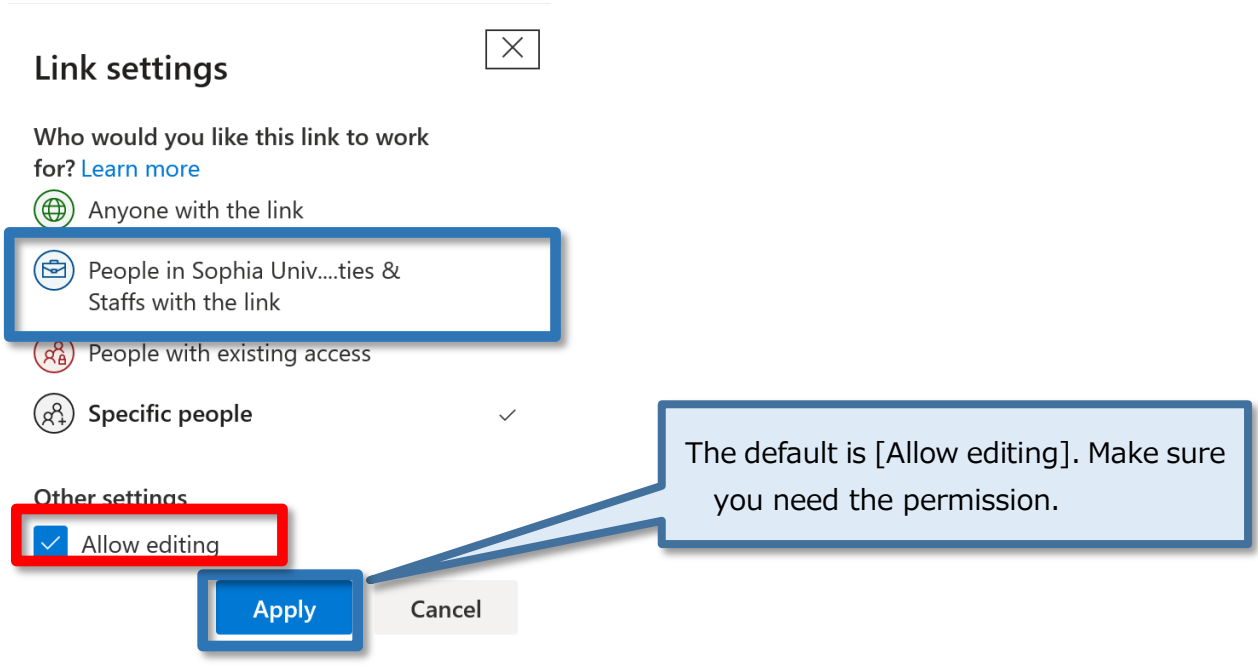 Link settings
Who would you like this link to work
for? Learn more
Anyone with the link
People in Sophia Univ....ties &
Staffs with the link
People with existing access
Specific people
The default is [Allow editing]. Make sure
you need the permission.
Other settings
Allow editing
Apply
Cancel